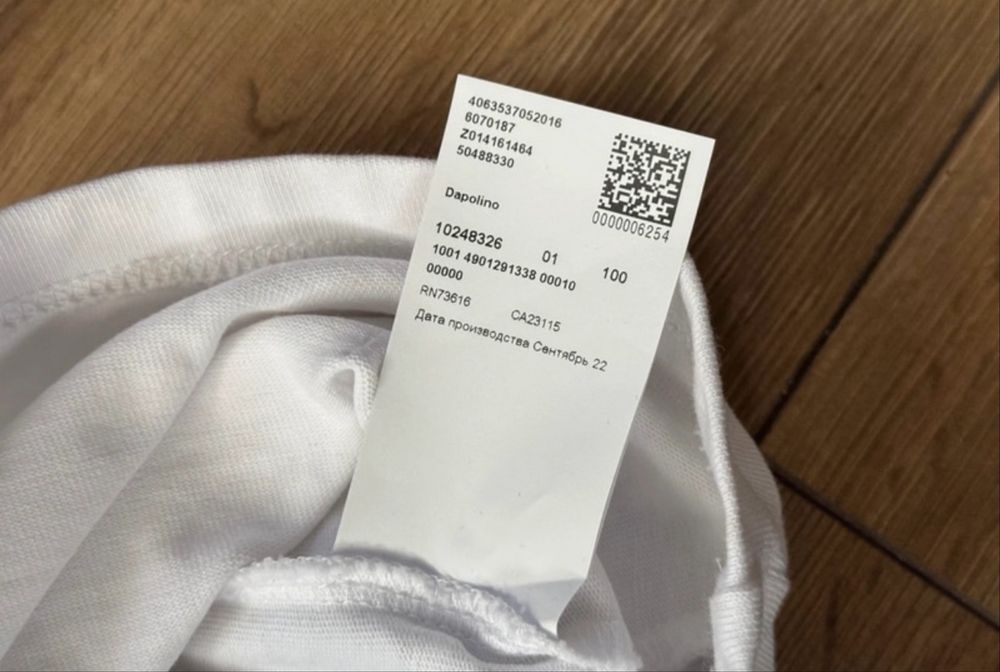 4063537052016
6070187
Z014161464
50488330
0000006254
Dapolino
10248326 01 100
1001 4901291338 00010
00000
RN73616 CA23115
Дата производства Сентябрь 22